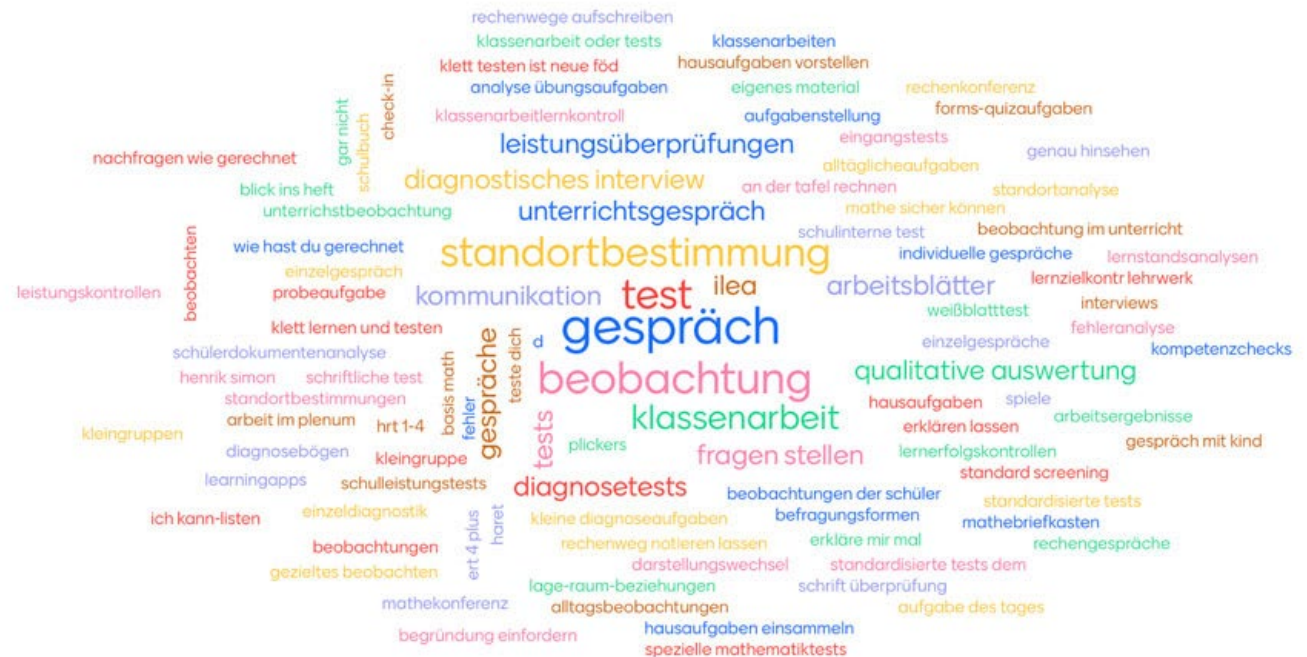 rechenwege aufschreiben
klassenarbeit oder tests
klassenarbeiten
klett testen ist neue föd
hausaufgaben vorstellen
analyse übungsaufgaben
eigenes material
rechenkonferenz
check-in
gar nicht
schulbuch
klassenarbeitlernkontroll
aufgabenstellung
forms-quizaufgaben
leistungsüberprüfungen
eingangstests
genau hinsehen
nachfragen wie gerechnet
alltäglicheaufgaben
diagnostisches interview
an der tafel rechnen
standortanalyse
blick ins heft
unterrichstbeobachtung
unterrichtsgespräch
mathe sicher können
schulinterne test
beobachtung im unterricht
wie hast du gerechnet
standortbestimmung
individuelle gespräche
lernstandsanalysen
beobachten
einzelgespräch
lernzielkontr lehrwerk
leistungskontrollen
probeaufgabe
kommunikation
test
ilea
arbeitsblätter
interviews
weißblatttest
klett lernen und testen
gespräch
fehleranalyse
d
einzelgespräche
kompetenzchecks
schülerdokumentenanalyse
gespräche
teste dich
basis math
henrik simon
schriftliche test
beobachtung
qualitative auswertung
standortbestimmungen
hausaufgaben
spiele
fehler
arbeit im plenum
hrt 1-4
klassenarbeit
arbeitsergebnisse
erklären lassen
kleingruppen
tests
plickers
gespräch mit kind
diagnosebögen
kleingruppe
fragen stellen
lernerfolgskontrollen
standard screening
learningapps
schulleistungstests
diagnosetests
beobachtungen der schüler
standardisierte tests
ich kann-listen
einzeldiagnostik
kleine diagnoseaufgaben
befragungsformen
mathebriefkasten
ert 4 plus
haret
beobachtungen
rechenweg notieren lassen
erkläre mir mal
rechengespräche
gezieltes beobachten
darstellungswechsel
standardisierte tests dem
lage-raum-beziehungen
schrift überprüfung
mathekonferenz
alltagsbeobachtungen
aufgabe des tages
begründung einfordern
hausaufgaben einsammeln
spezielle mathematiktests